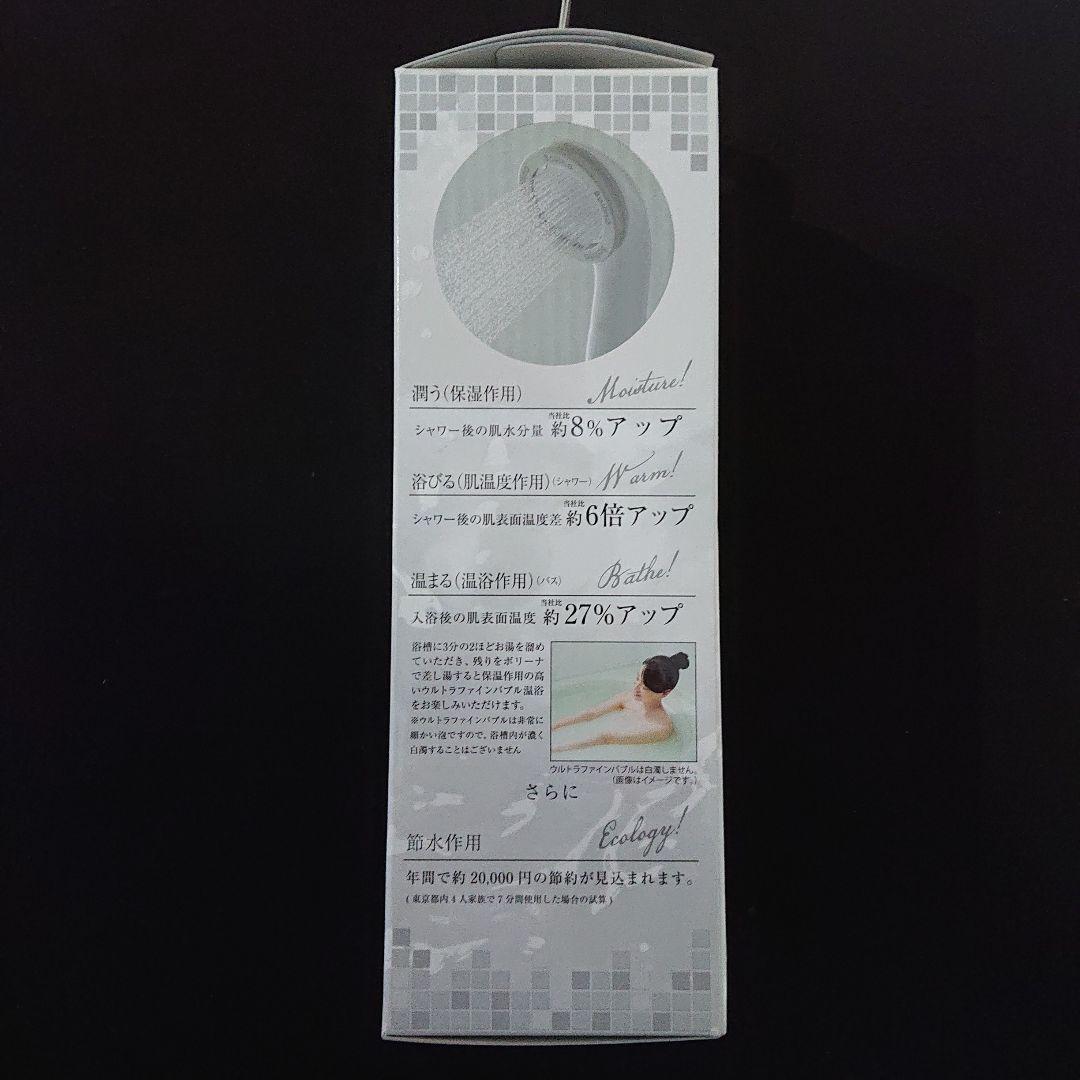 潤う(保湿作用) Moisture!
シャワー後の肌水分量 当社比 約8%アップ
浴びる(肌温度作用)(シャワー) Warm!
シャワー後の肌表面温度差 当社比 約6倍アップ
温まる(温浴作用)(バス) Bathe!
入浴後の肌表面温度 当社比 約27%アップ
浴槽に3分の2ほどお湯を溜め
ていただき、残りをボリーナ
で差し湯すると保温作用の高
いウルトラファインバブル温浴
をお楽しみいただけます。
※ウルトラファインバブルは非常に
細かい泡ですので、浴槽内が濃く
白濁することはございません
ウルトラファインバブルは白濁しません。
(画像はイメージです。)
さらに
節水作用 Ecology!
年間で約20,000円の節約が見込まれます。
(東京都内4人家族で7分間使用した場合の試算)